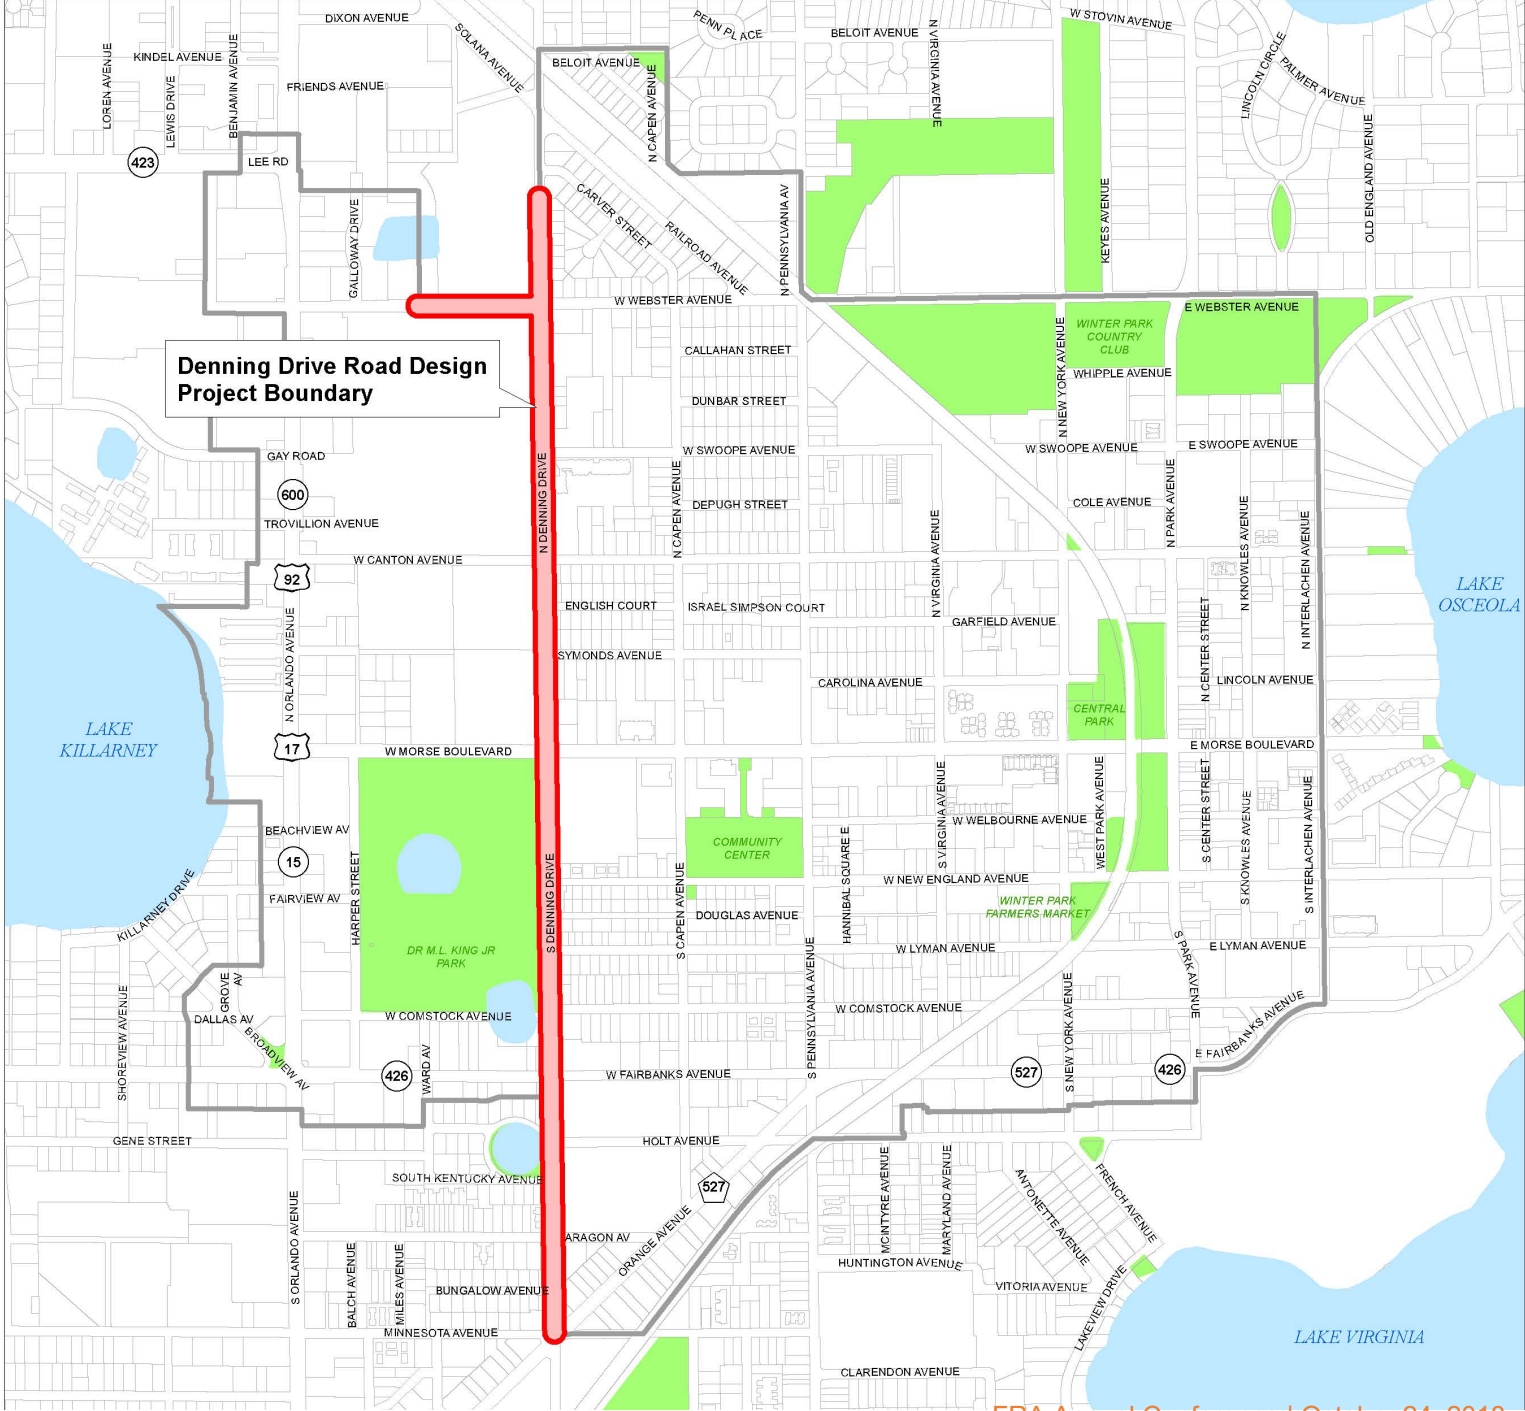 DIXON AVENUE
SOLANA AVENUE
PENN PLACE
BELOIT AVENUE
N VIRGINIA AVENUE
W STOVIN AVENUE
LINCOLN CIRCLE
PALMER AVENUE
OLD ENGLAND AVENUE
LOREN AVENUE
KINDEL AVENUE
LEWIS DRIVE
BENJAMIN AVENUE
FRIENDS AVENUE
BELOIT AVENUE
N CAPEN AVENUE
423
LEE RD
GALLOWAY DRIVE
CARVER STREET
RAILROAD AVENUE
N PENNSYLVANIA AV
KEYES AVENUE
W WEBSTER AVENUE
E WEBSTER AVENUE
WINTER PARK
COUNTRY
CLUB
Denning Drive Road Design
Project Boundary
CALLAHAN STREET
WHIPPLE AVENUE
N NEW YORK AVENUE
DUNBAR STREET
W SWOOPE AVENUE
W SWOOPE AVENUE
E SWOOPE AVENUE
GAY ROAD
600
N DENNING DRIVE
N CAPEN AVENUE
DEPUGH STREET
COLE AVENUE
N PARK AVENUE
TROVILLION AVENUE
W CANTON AVENUE
92
N VIRGINIA AVENUE
N KNOWLES AVENUE
N INTERLACHEN AVENUE
LAKE
OSCEOLA
ENGLISH COURT
ISRAEL SIMPSON COURT
GARFIELD AVENUE
N ORLANDO AVENUE
SYMONDS AVENUE
CAROLINA AVENUE
N CENTER STREET
LINCOLN AVENUE
CENTRAL
PARK
LAKE
KILLARNEY
17
W MORSE BOULEVARD
E MORSE BOULEVARD
BEACHVIEW AV
15
FAIRVIEW AV
HARPER STREET
COMMUNITY
CENTER
S VIRGINIA AVENUE
W WELBOURNE AVENUE
WEST PARK AVENUE
S CENTER STREET
S KNOWLES AVENUE
S INTERLACHEN AVENUE
KILLARNEY DRIVE
S DENNING DRIVE
S CAPEN AVENUE
HANNIBAL SQUARE E
W NEW ENGLAND AVENUE
DOUGLAS AVENUE
WINTER PARK
FARMERS MARKET
DR M.L. KING JR
PARK
W LYMAN AVENUE
E LYMAN AVENUE
S PARK AVENUE
GROVE
AV
DALLAS AV
SHOREVIEW AVENUE
BROADVIEW AV
W COMSTOCK AVENUE
W COMSTOCK AVENUE
S PENNSYLVANIA AVENUE
S NEW YORK AVENUE
E FAIRBANKS AVENUE
426
WARD AV
W FAIRBANKS AVENUE
527
426
GENE STREET
HOLT AVENUE
SOUTH KENTUCKY AVENUE
527
MCINTYRE AVENUE
MARYLAND AVENUE
ANTONETTE AVENUE
FRENCH AVENUE
S ORLANDO AVENUE
ARAGON AV
ORANGE AVENUE
BALCH AVENUE
MILES AVENUE
BUNGALOW AVENUE
HUNTINGTON AVENUE
VITORIA AVENUE
LAKEVIEW DRIVE
MINNESOTA AVENUE
LAKE VIRGINIA
CLARENDON AVENUE